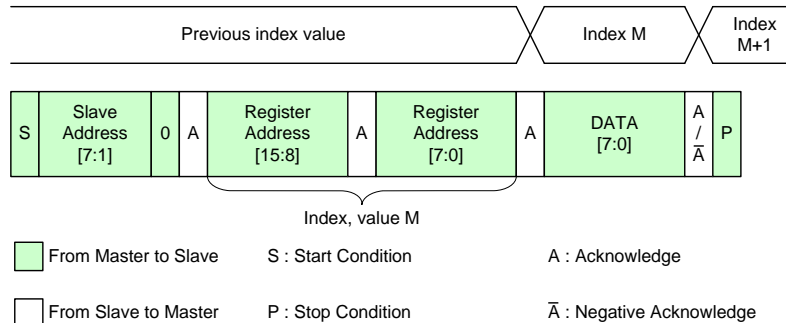 Previous index value
Index M
Index
M+1
S
Slave
Address
[7:1]
0
A
Register
Address
[15:8]
A
Register
Address
[7:0]
A
DATA
[7:0]
A
/
A̅
P
Index, value M
From Master to Slave
S : Start Condition
A : Acknowledge
From Slave to Master
P : Stop Condition
A̅ : Negative Acknowledge